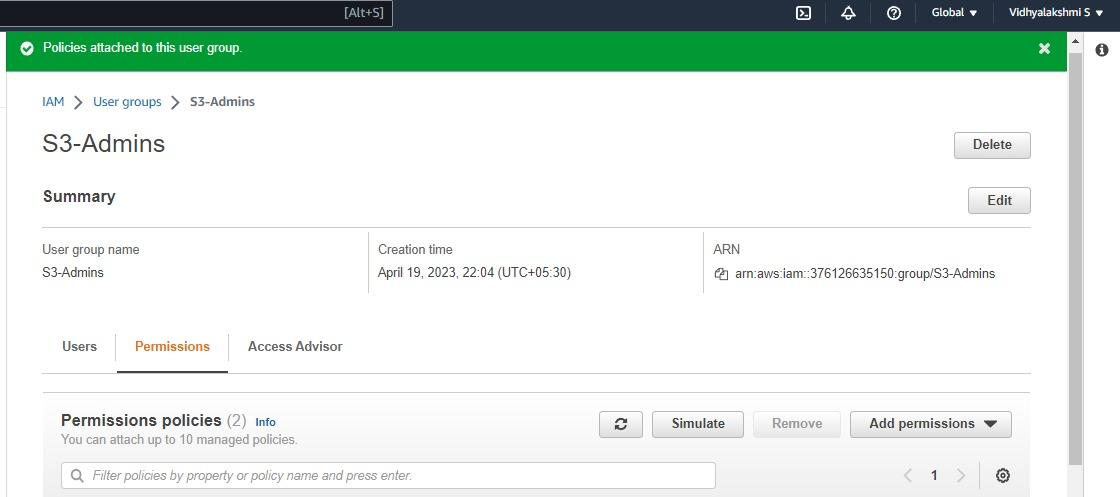 [Alt+S]
Global
Vidhyalakshmi S
Policies attached to this user group.
IAM
User groups
S3-Admins
S3-Admins
Delete
Summary
Edit
User group name
S3-Admins
Creation time
April 19, 2023, 22:04 (UTC+05:30)
ARN
arn:aws:iam::376126635150:group/S3-Admins
Users
Permissions
Access Advisor
Permissions policies (2) Info
You can attach up to 10 managed policies.
Simulate
Remove
Add permissions
Filter policies by property or policy name and press enter.
1